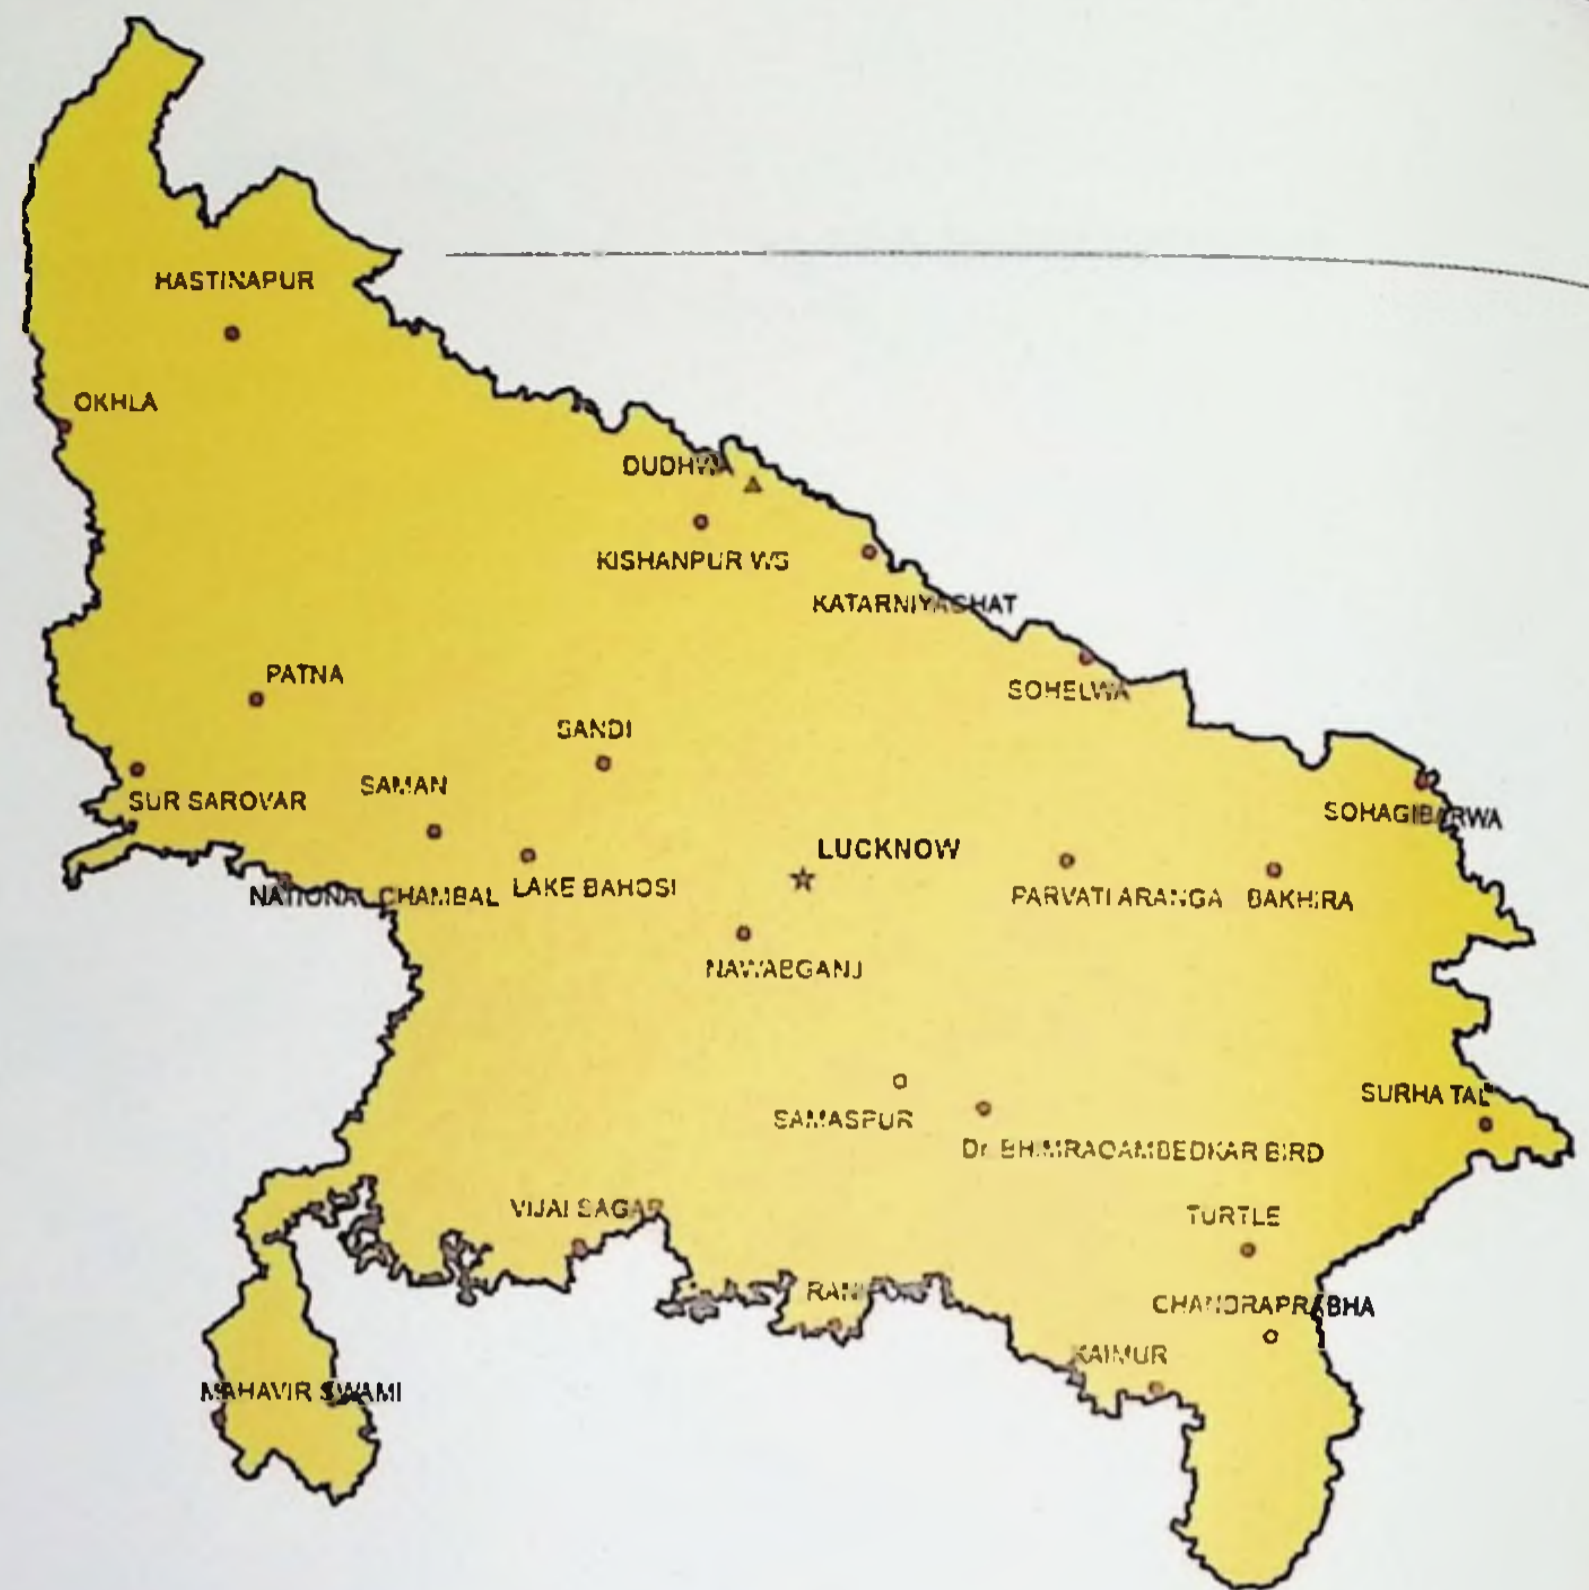 HASTINAPUR
OKHLA
DUDHWA
KISHANPUR WS
KATARNIYAGHAT
PATNA
SOHELWA
SANDI
SAMAN
SUR SAROVAR
SOHAGIBARWA
LUCKNOW
NATIONAL CHAMBAL
LAKE BAHOSI
PARVATI ARANGA
BAKHIRA
NAWABGANJ
SURHA TAL
SAMASPUR
Dr. BHIMRAOAMBEDKAR BIRD
VIJAI SAGAR
TURTLE
RANIPUR
CHANDRAPRABHA
KAIMUR
MAHAVIR SWAMI